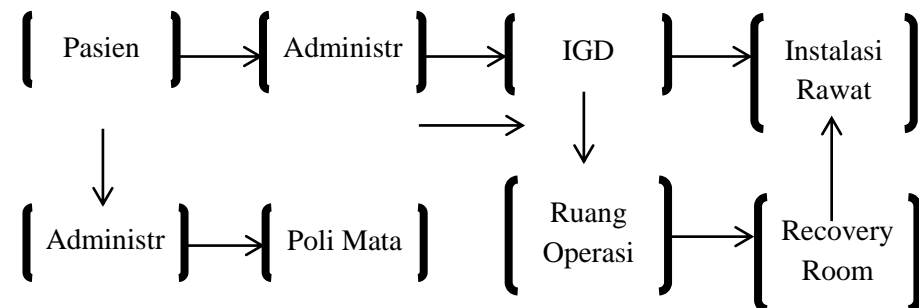 Pasien
Administr
IGD
Instalasi
Rawat
Administr
Poli Mata
Ruang
Operasi
Recovery
Room